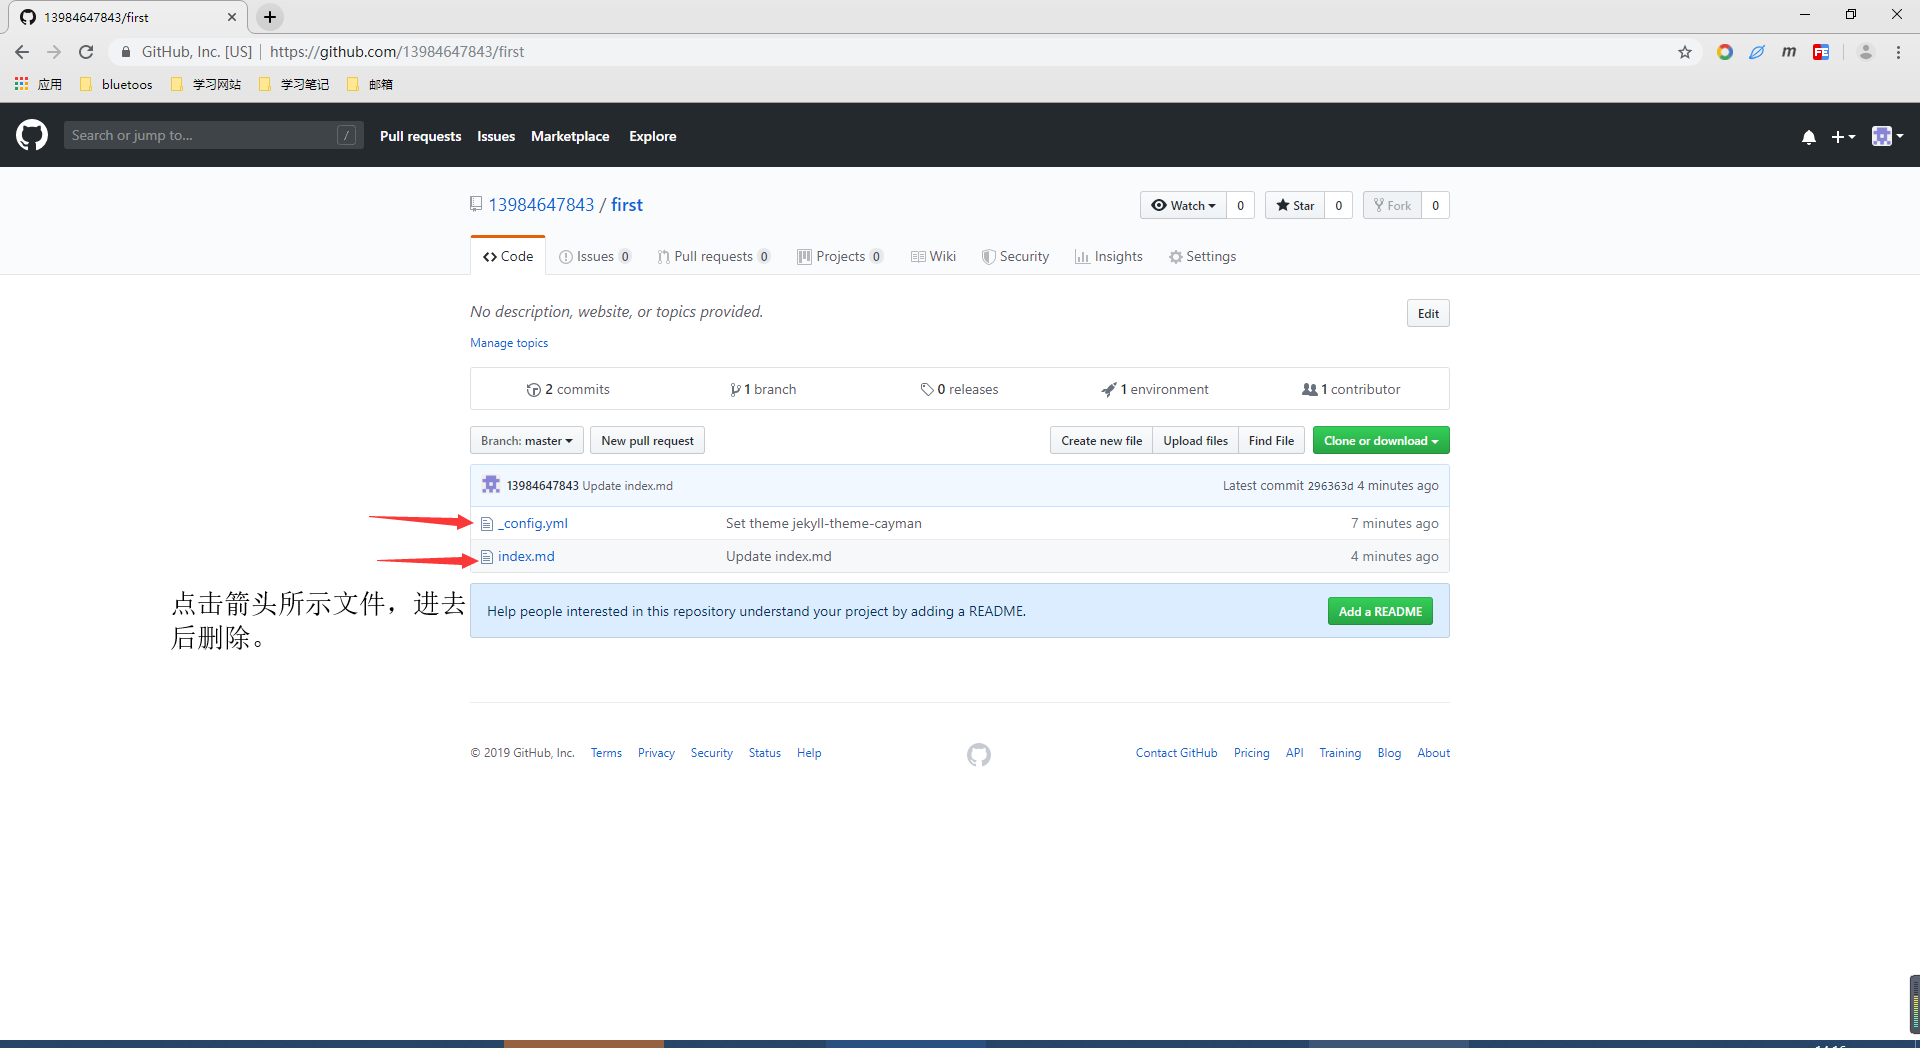 13984647843/first
GitHub, Inc. [US] | https://github.com/13984647843/first
应用 bluetoos 学习网站 学习笔记 邮箱
Search or jump to... / Pull requests Issues Marketplace Explore
13984647843 / first Watch 0 Star 0 Fork 0
Code Issues 0 Pull requests 0 Projects 0 Wiki Security Insights Settings
No description, website, or topics provided. Edit
Manage topics
2 commits 1 branch 0 releases 1 environment 1 contributor
Branch: master New pull request Create new file Upload files Find File Clone or download
13984647843 Update index.md Latest commit 296363d 4 minutes ago
_config.yml Set theme jekyll-theme-cayman 7 minutes ago
index.md Update index.md 4 minutes ago
点击箭头所示文件，进去
后删除。
Help people interested in this repository understand your project by adding a README. Add a README
© 2019 GitHub, Inc. Terms Privacy Security Status Help Contact GitHub Pricing API Training Blog About